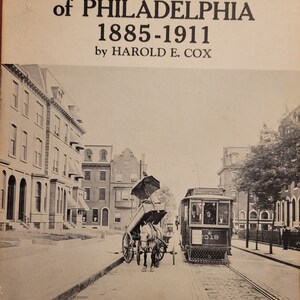 of PHILADELPHIA
1885-1911
by HAROLD E. COX